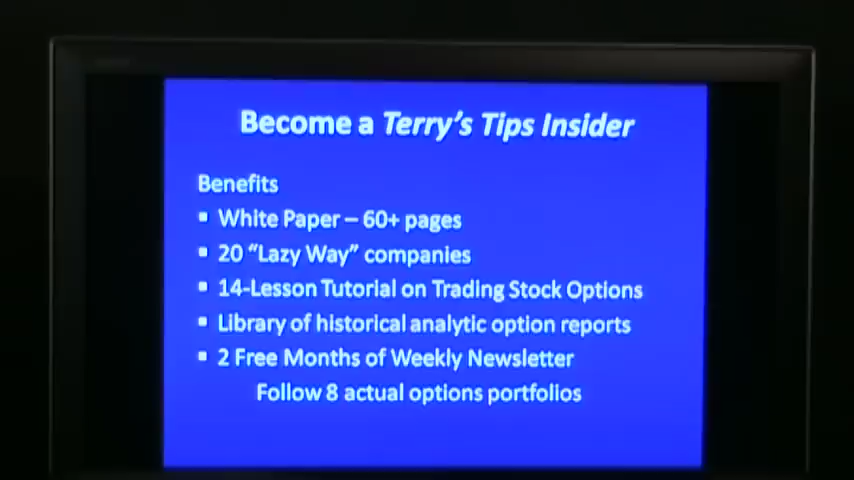 Become a Terry's Tips Insider
Benefits
▪ White Paper – 60+ pages
▪ 20 “Lazy Way” companies
▪ 14-Lesson Tutorial on Trading Stock Options
▪ Library of historical analytic option reports
▪ 2 Free Months of Weekly Newsletter
Follow 8 actual options portfolios